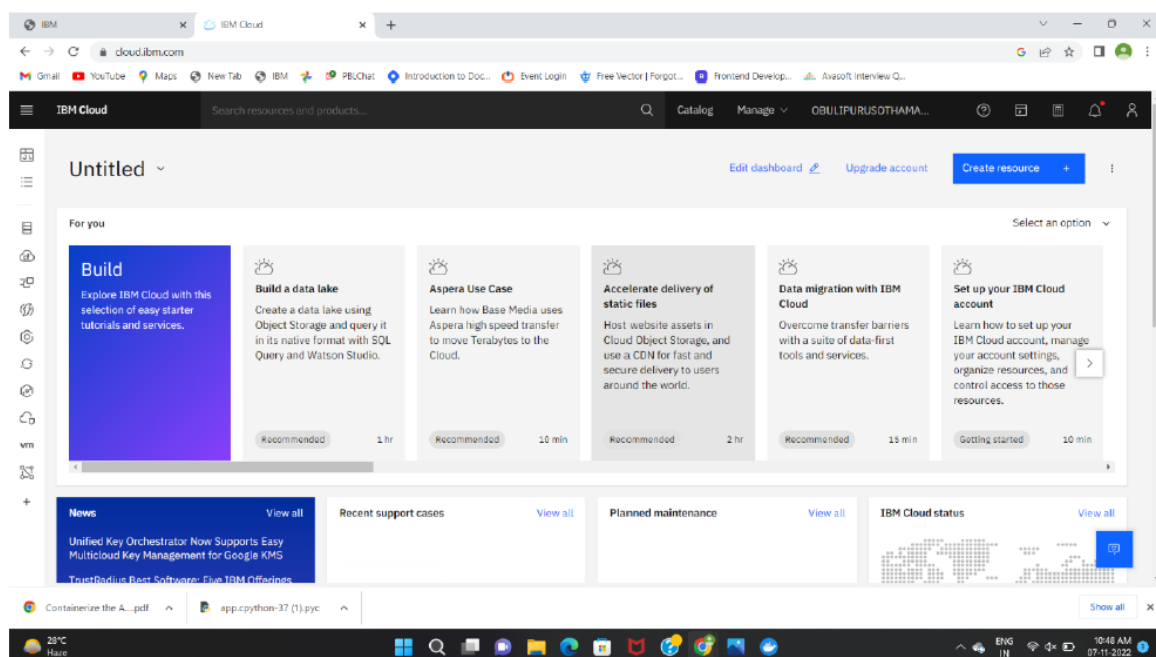 IBM
IBM Cloud
cloud.ibm.com
Gmail YouTube Maps New Tab IBM PBLChat Introduction to Doc... Event Login Free Vector | Forgot... Frontend Develop... Avasoft Interview Q...
IBM Cloud Search resources and products... Catalog Manage OBULIPURUSOTHAMA...
Untitled Edit dashboard Upgrade account Create resource +
For you Select an option
Build
Explore IBM Cloud with this
selection of easy starter
tutorials and services.
Build a data lake
Create a data lake using
Object Storage and query it
in its native format with SQL
Query and Watson Studio.
Recommended 1 hr
Aspera Use Case
Learn how Base Media uses
Aspera high speed transfer
to move Terabytes to the
Cloud.
Recommended 10 min
Accelerate delivery of
static files
Host website assets in
Cloud Object Storage, and
use a CDN for fast and
secure delivery to users
around the world.
Recommended 2 hr
Data migration with IBM
Cloud
Overcome transfer barriers
with a suite of data-first
tools and services.
Recommended 15 min
Set up your IBM Cloud
account
Learn how to set up your
IBM Cloud account, manage
your account settings,
organize resources, and
control access to those
resources.
Getting started 10 min
vm
News View all
Unified Key Orchestrator Now Supports Easy
Multicloud Key Management for Google KMS
TrustRadius Best Software: Five IBM Offerings
Recent support cases View all
Planned maintenance View all
IBM Cloud status View all
Containerize the A....pdf app.cpython-37 (1).pyc Show all
28°C
Haze
ENG
IN
10:48 AM
07-11-2022